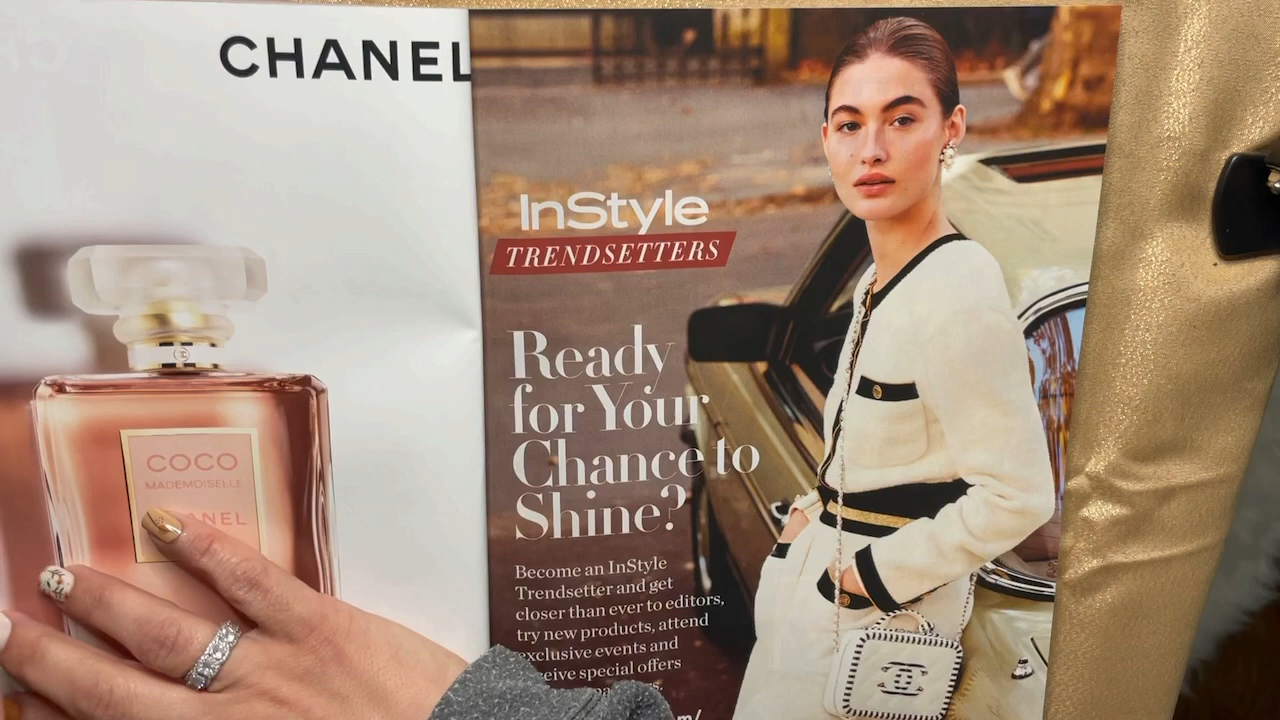 CHANEL
COCO
MADEMOISELLE
InStyle
TRENDSETTERS
Ready
for Your
Chance to
Shine?
Become an InStyle
Trendsetter and get
closer than ever to editors,
try new products, attend
exclusive events and
special offers